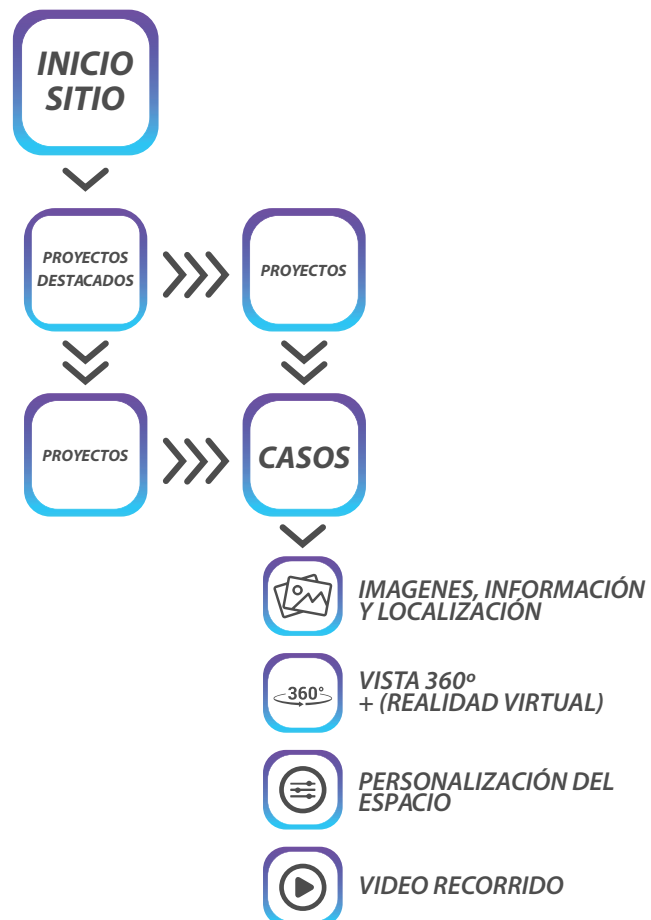 INICIO
SITIO
PROYECTOS
DESTACADOS
PROYECTOS
PROYECTOS
CASOS
IMAGENES, INFORMACIÓN
Y LOCALIZACIÓN
360°
VISTA 360º
+ (REALIDAD VIRTUAL)
PERSONALIZACIÓN DEL
ESPACIO
VIDEO RECORRIDO